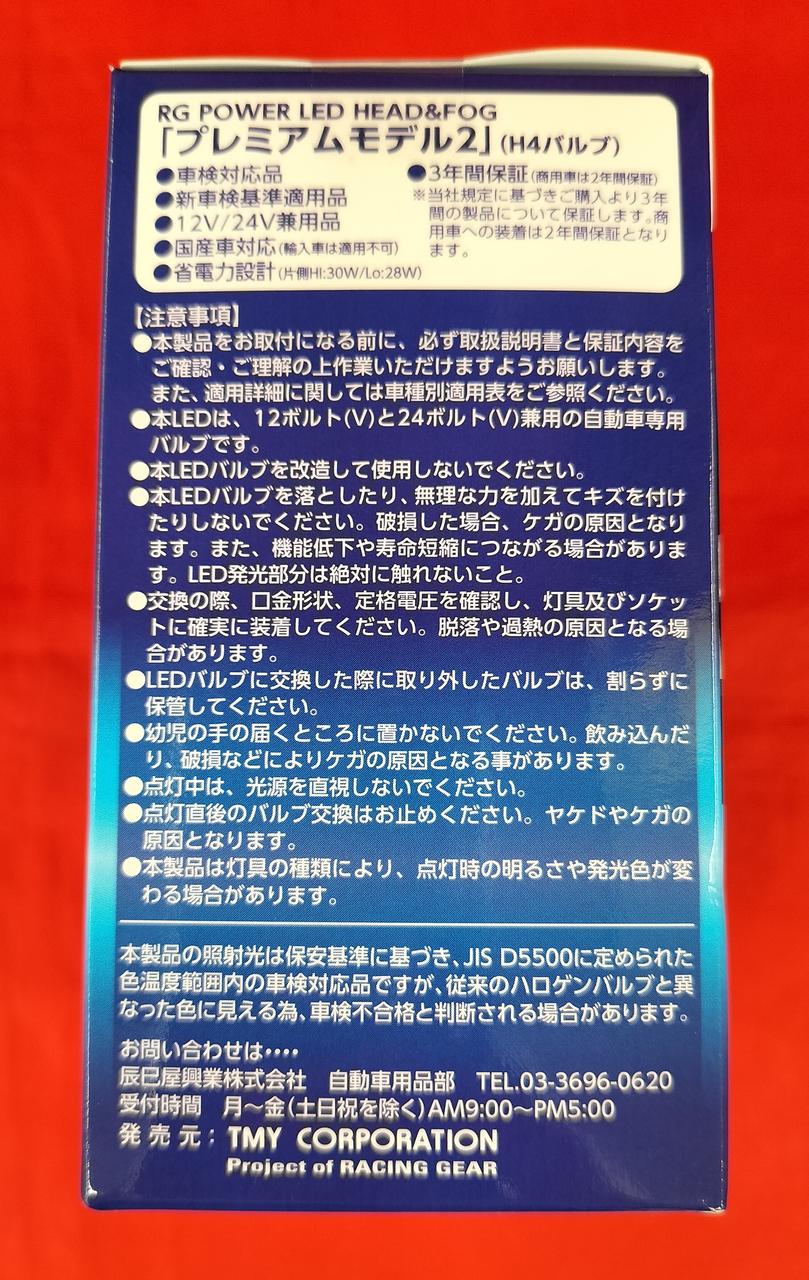 RG POWER LED HEAD&FOG
「プレミアムモデル2」(H4バルブ)
●車検対応品
●新車検基準適用品
●12V/24V兼用品
●国産車対応(輸入車は適用不可)
●省電力設計(片側HI:30W/Lo:28W)
●3年間保証(商用車は2年間保証)
※当社規定に基づきご購入より3年
間の製品について保証します。商
用車への装着は2年間保証となり
ます。
【注意事項】
●本製品をお取付になる前に、必ず取扱説明書と保証内容を
ご確認・ご理解の上作業いただけますようお願いします。
また、適用詳細に関しては車種別適用表をご参照ください。
●本LEDは、12ボルト(V)と24ボルト(V)兼用の自動車専用
バルブです。
●本LEDバルブを改造して使用しないでください。
●本LEDバルブを落としたり、無理な力を加えてキズを付け
たりしないでください。破損した場合、ケガの原因となり
ます。また、機能低下や寿命短縮につながる場合がありま
す。LED発光部分は絶対に触れないこと。
●交換の際、口金形状、定格電圧を確認し、灯具及びソケッ
トに確実に装着してください。脱落や過熱の原因となる場
合があります。
●LEDバルブに交換した際に取り外したバルブは、割らずに
保管してください。
●幼児の手の届くところに置かないでください。飲み込んだ
り、破損などによりケガの原因となる事があります。
●点灯中は、光源を直視しないでください。
●点灯直後のバルブ交換はお止めください。ヤケドやケガの
原因となります。
●本製品は灯具の種類により、点灯時の明るさや発光色が変
わる場合があります。
本製品の照射光は保安基準に基づき、JIS D5500に定められた
色温度範囲内の車検対応品ですが、従来のハロゲンバルブと異
なった色に見える為、車検不合格と判断される場合があります。
お問い合わせは････
辰巳屋興業株式会社 自動車用品部 TEL.03-3696-0620
受付時間 月〜金(土日祝を除く)AM9:00〜PM5:00
発売元: TMY CORPORATION
Project of RACING GEAR